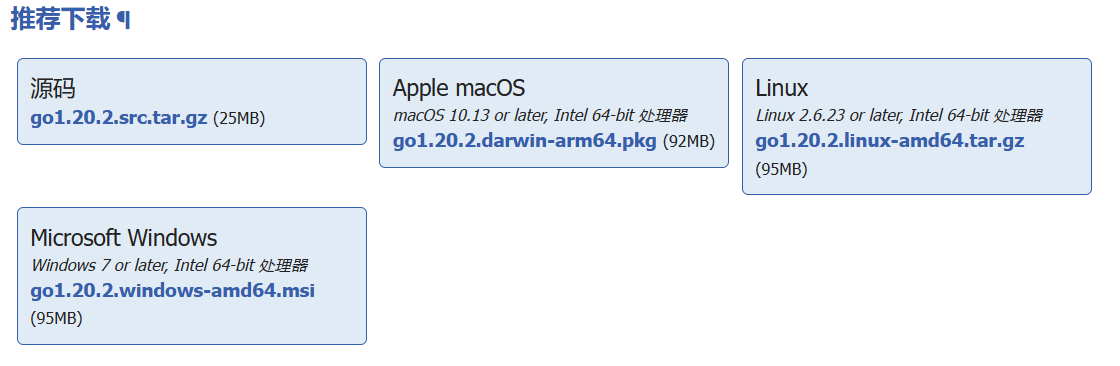 推荐下载 ¶
源码
go1.20.2.src.tar.gz (25MB)
Apple macOS
macOS 10.13 or later, Intel 64-bit 处理器
go1.20.2.darwin-arm64.pkg (92MB)
Linux
Linux 2.6.23 or later, Intel 64-bit 处理器
go1.20.2.linux-amd64.tar.gz
(95MB)
Microsoft Windows
Windows 7 or later, Intel 64-bit 处理器
go1.20.2.windows-amd64.msi
(95MB)